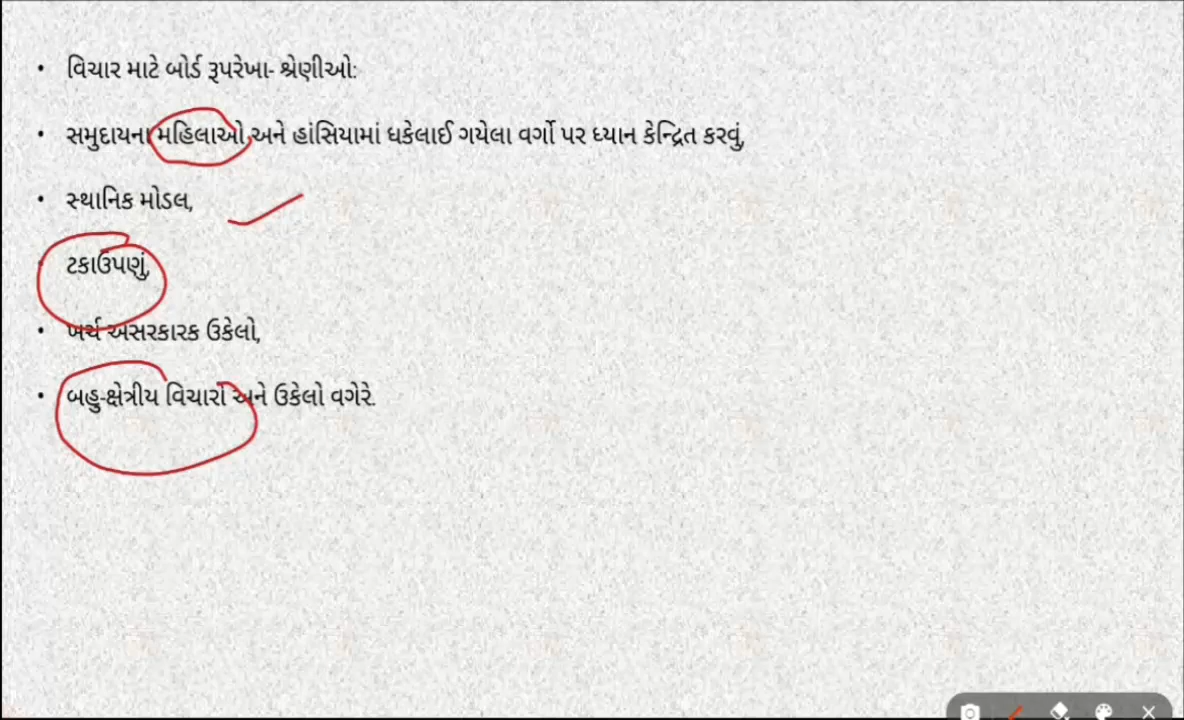 • વિચાર માટે બોર્ડ રૂપરેખા- શ્રેણીઓ:
• સમુદાયના મહિલાઓ અને હાંસિયામાં ધકેલાઈ ગયેલા વર્ગો પર ધ્યાન કેન્દ્રિત કરવું,
• સ્થાનિક મોડલ,
• ટકાઉપણું,
• ખર્ચ અસરકારક ઉકેલો,
• બહુ-ક્ષેત્રીય વિચારો અને ઉકેલો વગેરે.